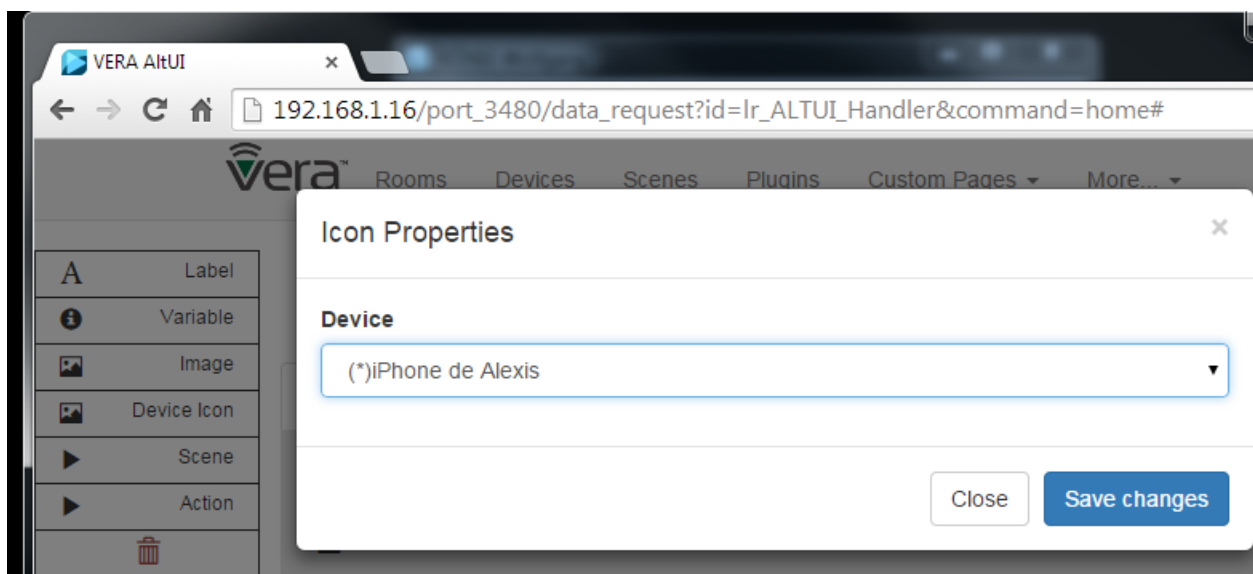 VERA AltUI
192.168.1.16/port_3480/data_request?id=lr_ALTUI_Handler&command=home#
vera™ Rooms Devices Scenes Plugins Custom Pages More...
Icon Properties
Label
Variable
Image
Device Icon
Scene
Action
Device
(*)iPhone de Alexis
Close Save changes